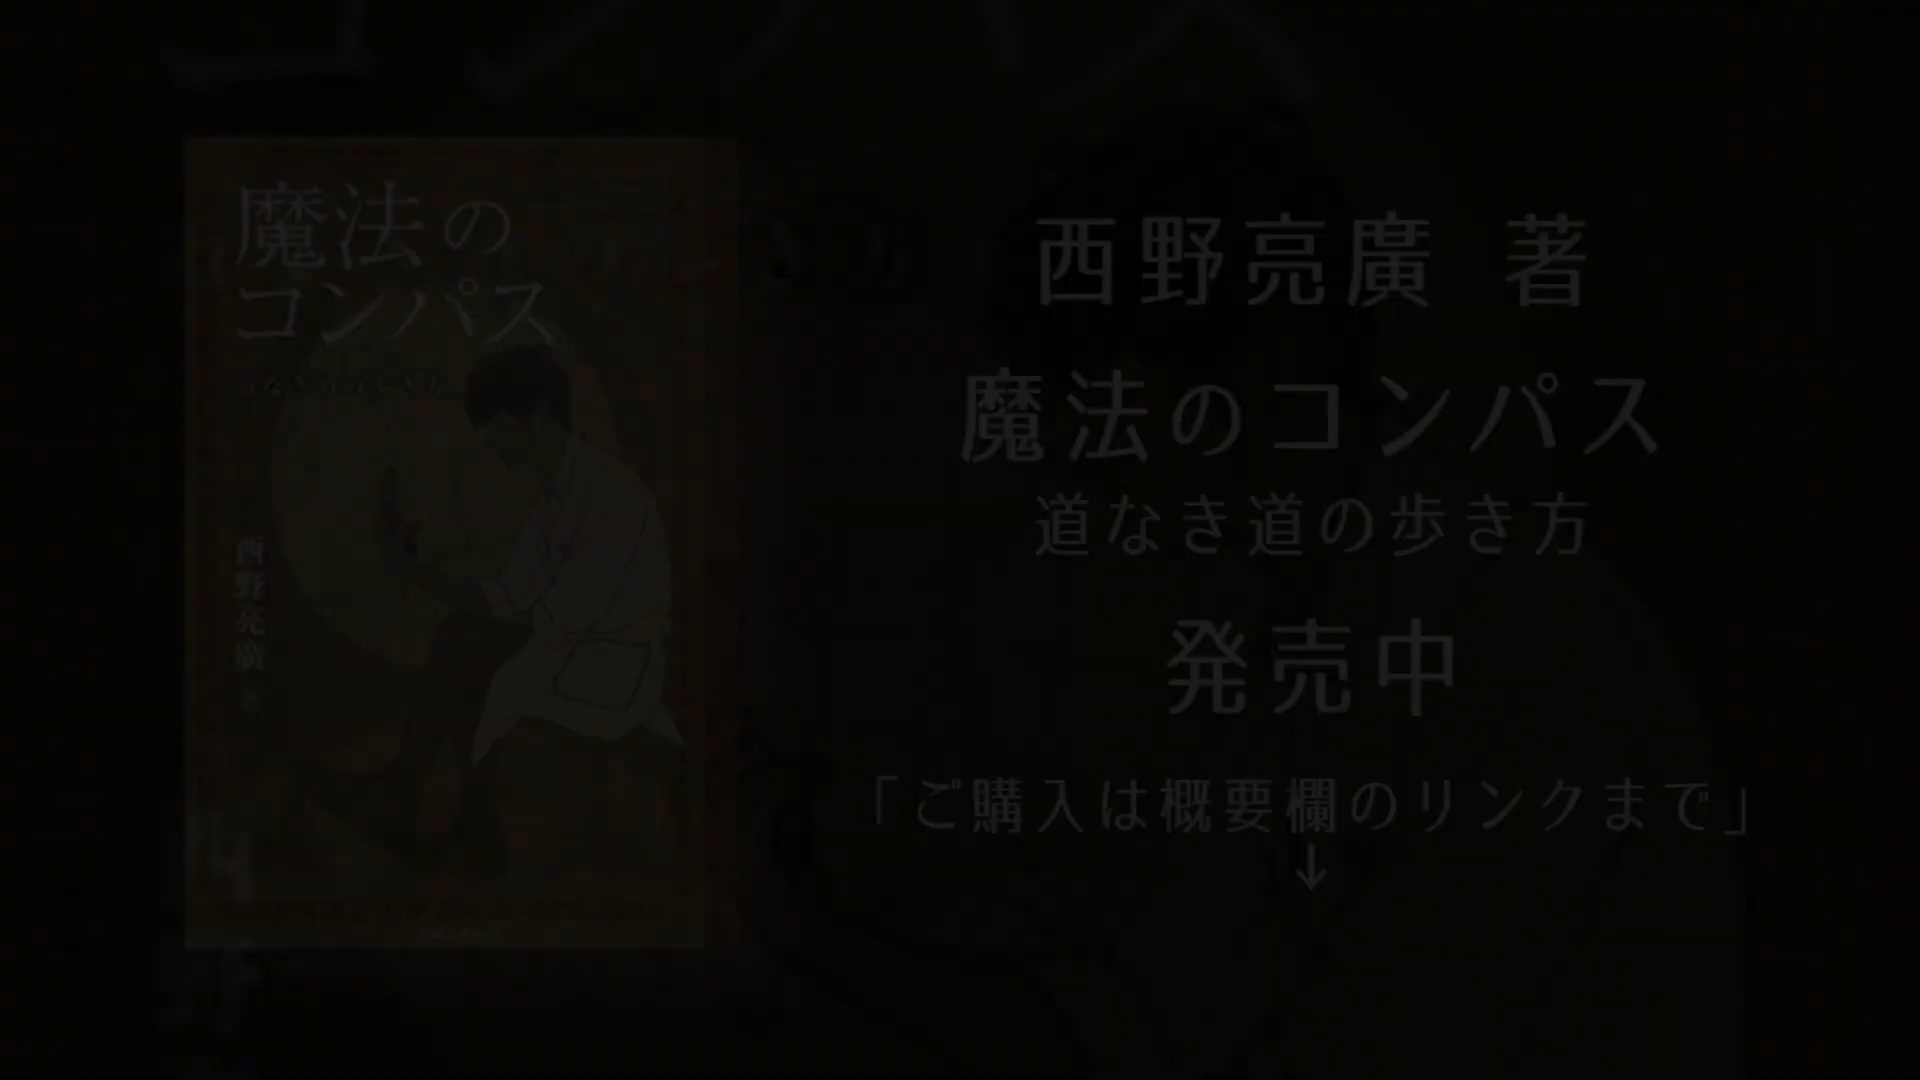 魔法の
コンパス
西野亮廣
西野亮廣 著
魔法のコンパス
道なき道の歩き方
発売中
「ご購入は概要欄のリンクまで」
↓